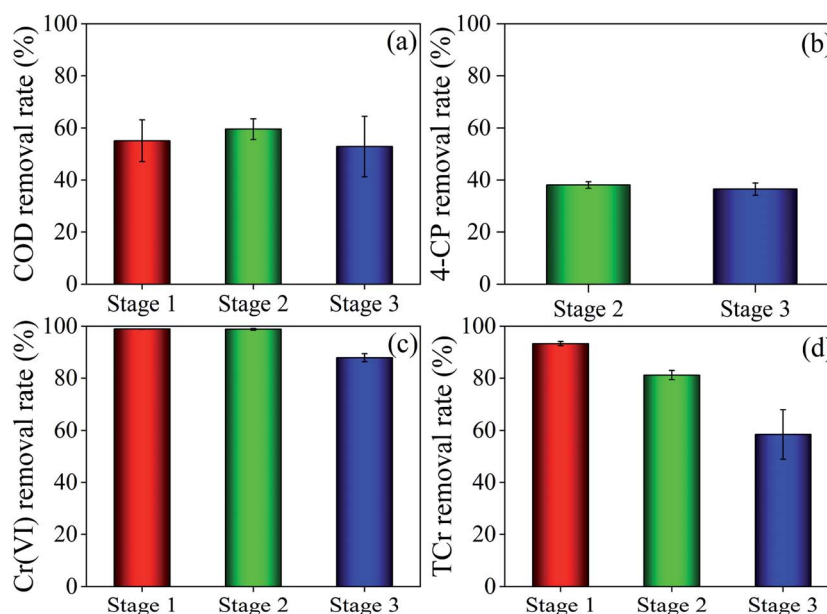 COD removal rate (%)
100
80
60
40
20
0
(a)
Stage 1 Stage 2 Stage 3
4-CP removal rate (%)
100
80
60
40
20
0
(b)
Stage 2 Stage 3
Cr(VI) removal rate (%)
100
80
60
40
20
0
(c)
Stage 1 Stage 2 Stage 3
TCr removal rate (%)
100
80
60
40
20
0
(d)
Stage 1 Stage 2 Stage 3